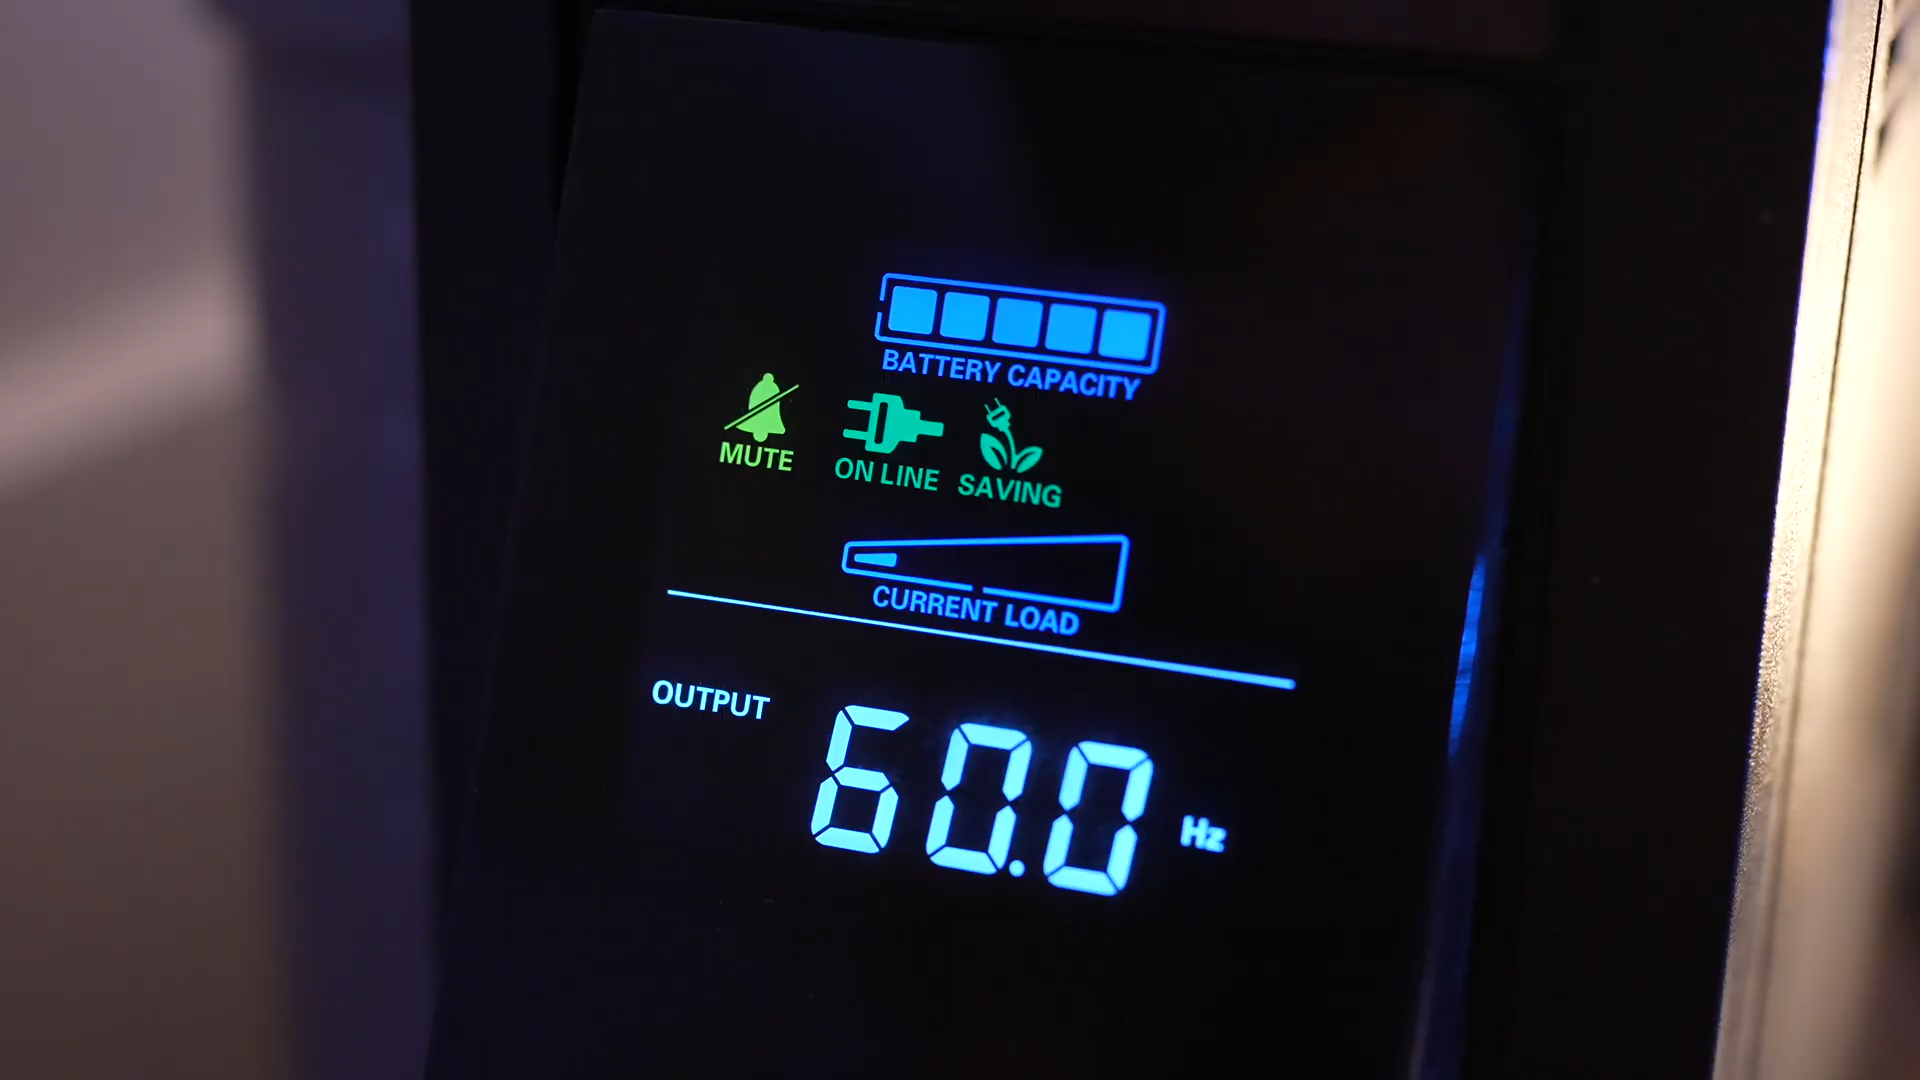 BATTERY CAPACITY
MUTE
ON LINE
SAVING
CURRENT LOAD
OUTPUT
60.0 Hz